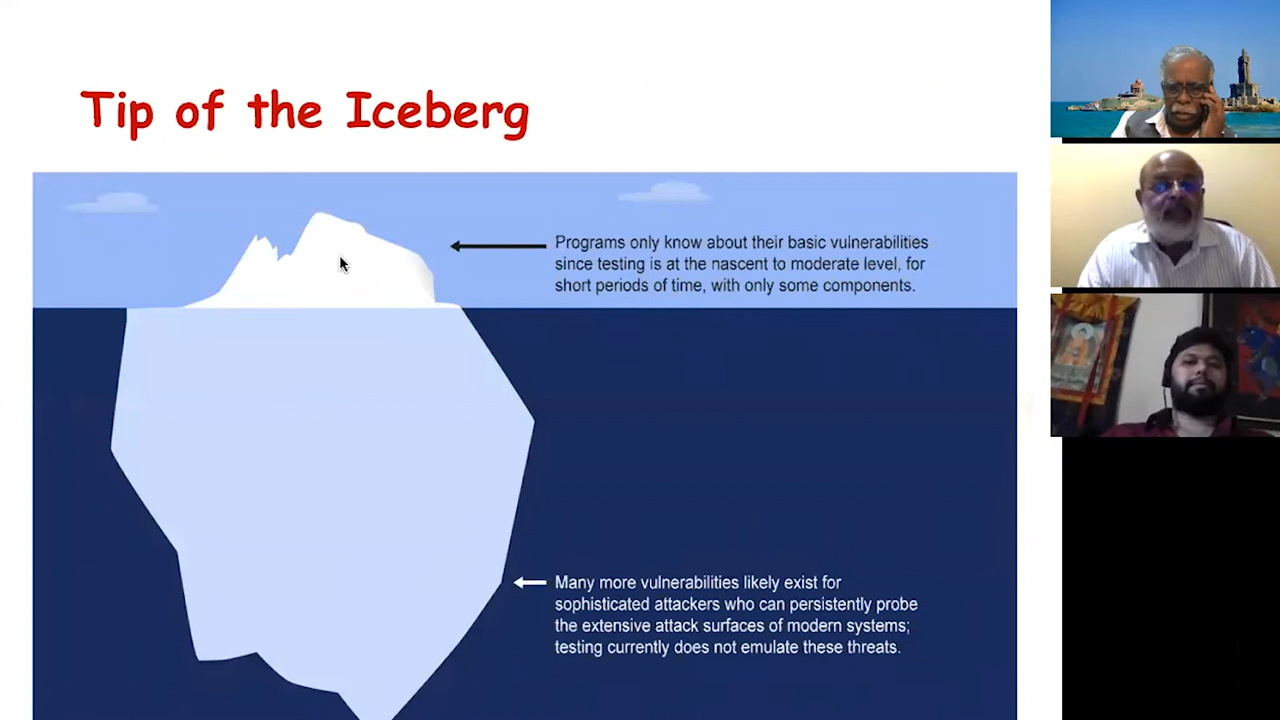 Tip of the Iceberg
Programs only know about their basic vulnerabilities
since testing is at the nascent to moderate level, for
short periods of time, with only some components.
Many more vulnerabilities likely exist for
sophisticated attackers who can persistently probe
the extensive attack surfaces of modern systems;
testing currently does not emulate these threats.